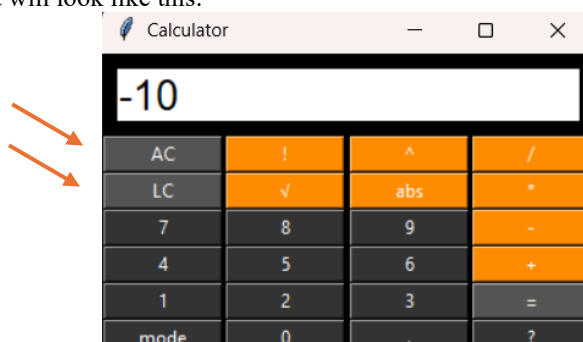 will look like this:
Calculator
-10
AC ! ^ /
LC √ abs *
7 8 9 -
4 5 6 +
1 2 3 =
mode 0 . ?